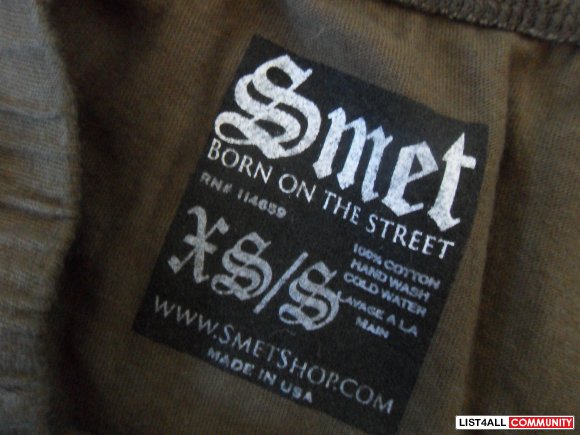 Smet
BORN ON THE STREET
RN# 114659
XS/S
100% COTTON
HAND WASH
COLD WATER
LAVAGE A LA
MAIN
WWW.SMETSHOP.COM
MADE IN USA
LIST4ALL COMMUNITY